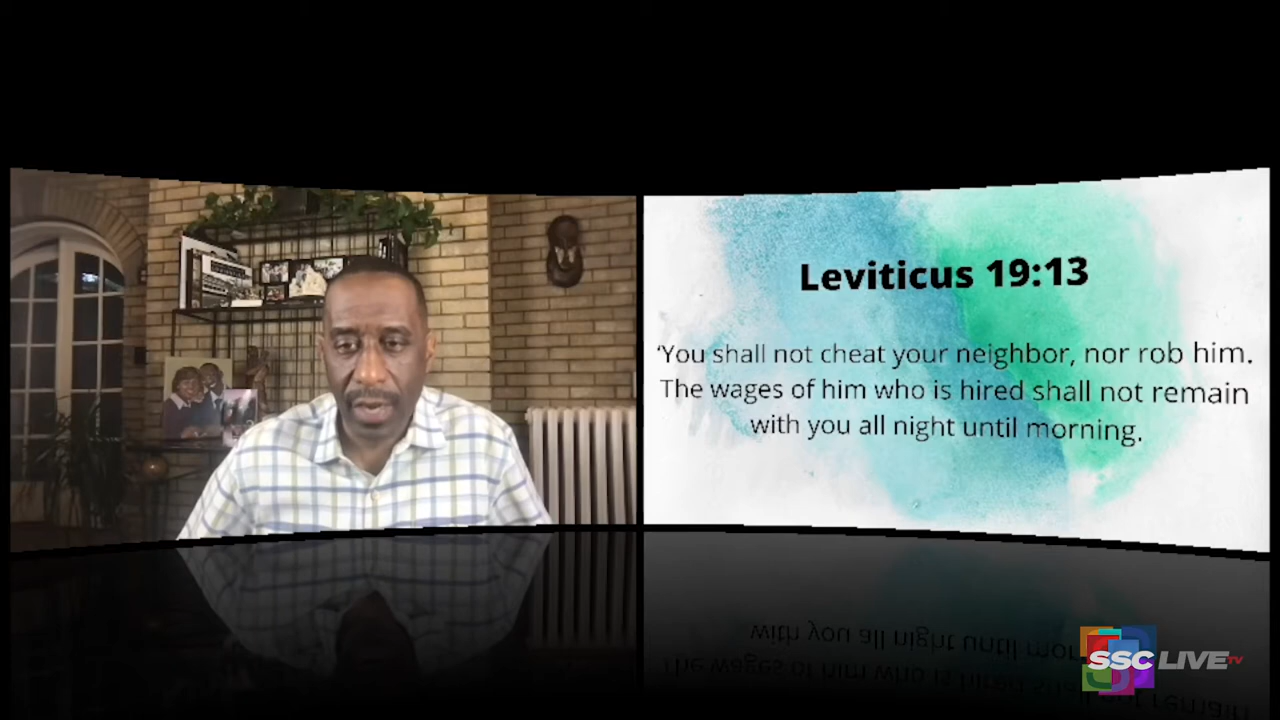 Leviticus 19:13
‘You shall not cheat your neighbor, nor rob him.
The wages of him who is hired shall not remain
with you all night until morning.
SSC LIVE TV